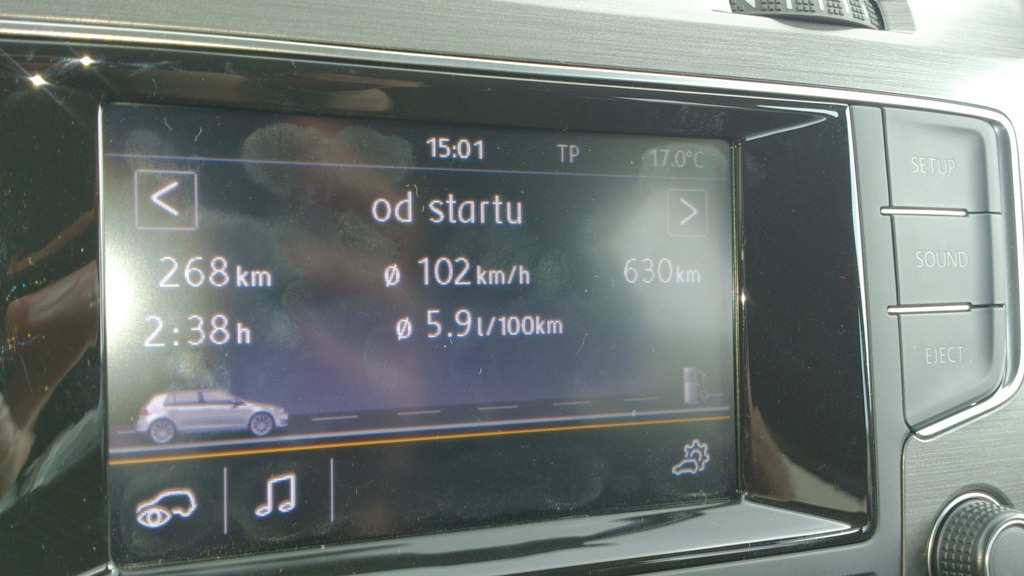 15:01 TP 17.0°C
< od startu >
268 km ø 102 km/h 630 km
2:38 h ø 5.9 l/100km
SETUP
SOUND
EJECT